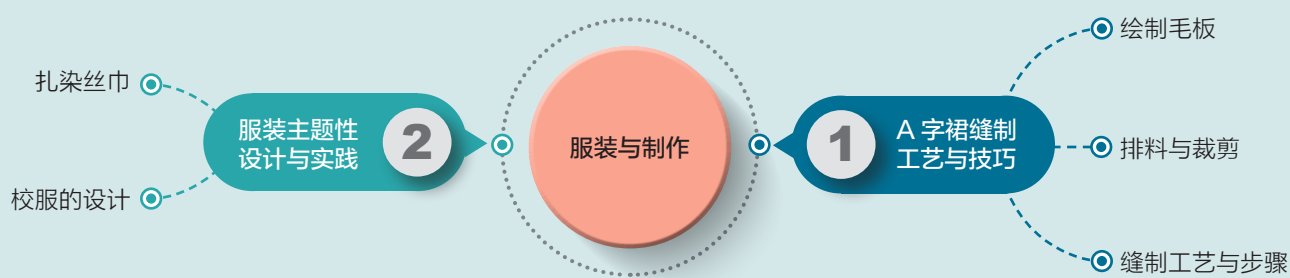 服装与制作
1
A 字裙缝制
工艺与技巧
绘制毛板
排料与裁剪
缝制工艺与步骤
2
服装主题性
设计与实践
扎染丝巾
校服的设计